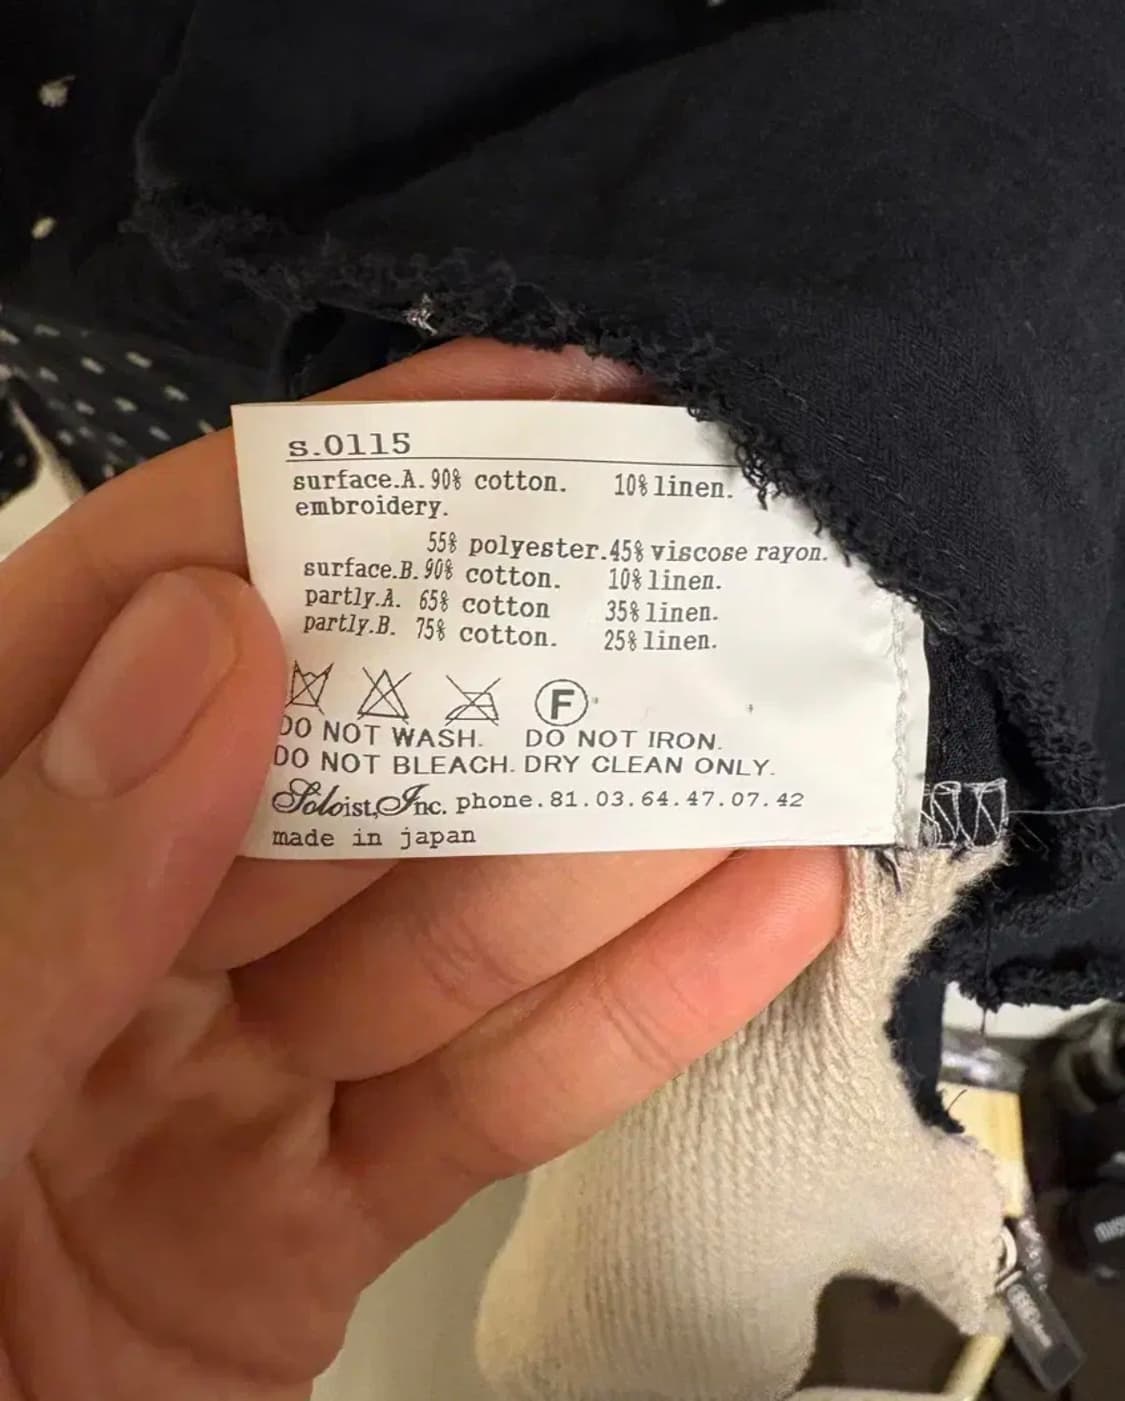 s.0115
surface.A. 90% cotton. 10% linen.
embroidery.
55% polyester. 45% viscose rayon.
surface.B. 90% cotton. 10% linen.
partly.A. 65% cotton 35% linen.
partly.B. 75% cotton. 25% linen.
F
DO NOT WASH. DO NOT IRON.
DO NOT BLEACH. DRY CLEAN ONLY.
Soloist, Inc. phone.81.03.64.47.07.42
made in japan